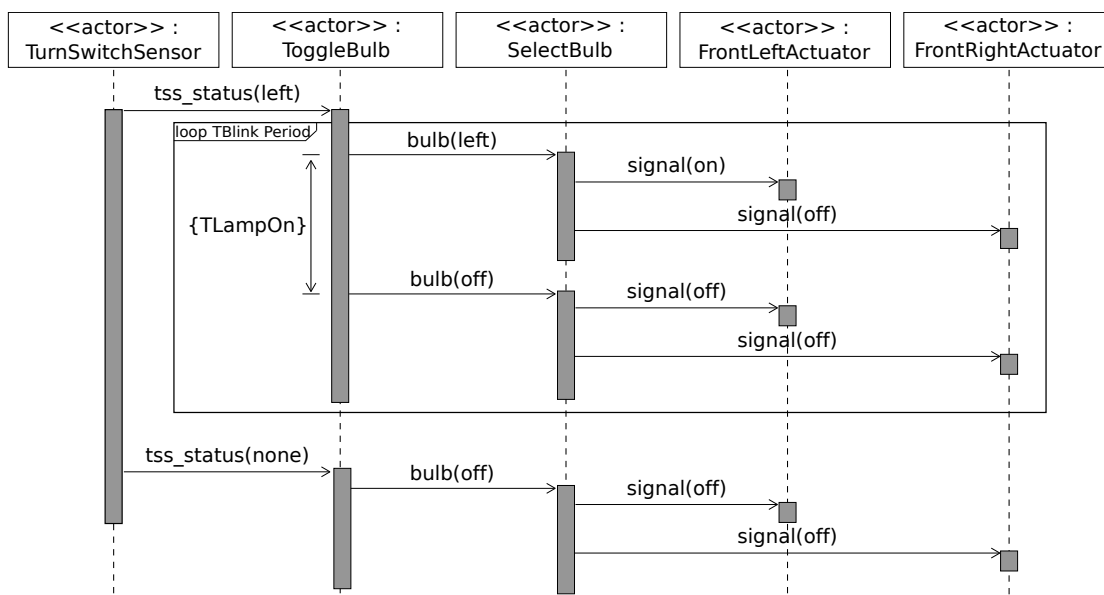 <<actor>> :
TurnSwitchSensor
<<actor>> :
ToggleBulb
<<actor>> :
SelectBulb
<<actor>> :
FrontLeftActuator
<<actor>> :
FrontRightActuator
tss_status(left)
loop TBlink Period
bulb(left)
signal(on)
signal(off)
{TLampOn}
bulb(off)
signal(off)
signal(off)
tss_status(none)
bulb(off)
signal(off)
signal(off)